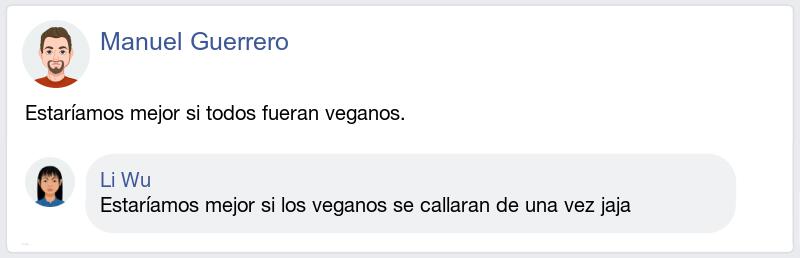 Manuel Guerrero
Estaríamos mejor si todos fueran veganos.
Li Wu
Estaríamos mejor si los veganos se callaran de una vez jaja